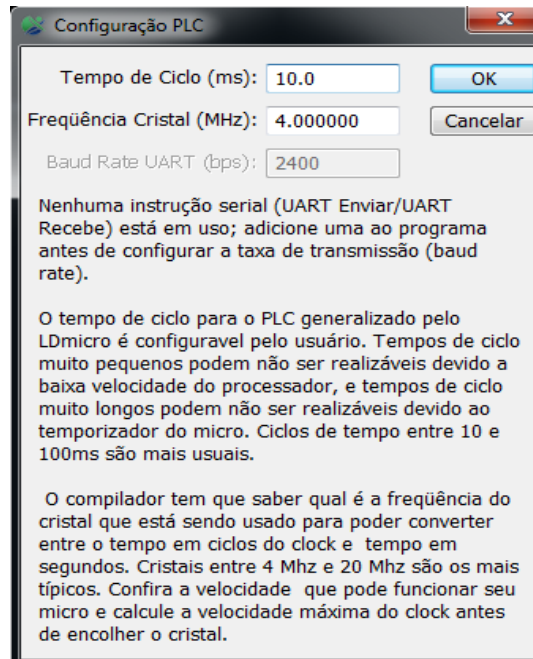 Configuração PLC
Tempo de Ciclo (ms): 10.0 OK
Freqüência Cristal (MHz): 4.000000 Cancelar
Baud Rate UART (bps): 2400
Nenhuma instrução serial (UART Enviar/UART
Recebe) está em uso; adicione uma ao programa
antes de configurar a taxa de transmissão (baud
rate).
O tempo de ciclo para o PLC generalizado pelo
LDmicro é configuravel pelo usuário. Tempos de ciclo
muito pequenos podem não ser realizáveis devido a
baixa velocidade do processador, e tempos de ciclo
muito longos podem não ser realizáveis devido ao
temporizador do micro. Ciclos de tempo entre 10 e
100ms são mais usuais.
O compilador tem que saber qual é a freqüência do
cristal que está sendo usado para poder converter
entre o tempo em ciclos do clock e tempo em
segundos. Cristais entre 4 Mhz e 20 Mhz são os mais
típicos. Confira a velocidade que pode funcionar seu
micro e calcule a velocidade máxima do clock antes
de encolher o cristal.